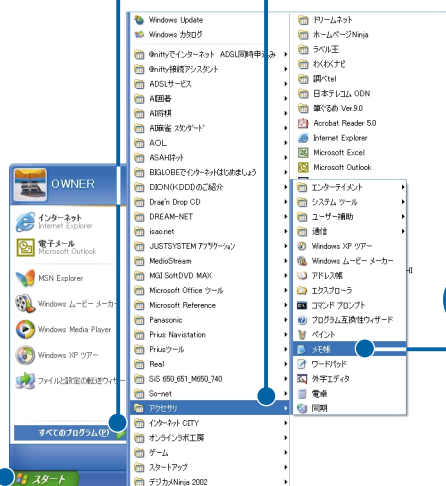 Windows Update
Windows カタログ
@niftyでインターネット ADSL同時申込み
@nifty接続アシスタント
ADSLサービス
AI囲碁
AI将棋
AI麻雀 スタンダード
AOL
ASAHIネット
BIGLOBEでインターネットはじめましょう
DION(KDDI)のご紹介
Drag'n Drop CD
DREAM-NET
isao.net
JUSTSYSTEM アプリケーション
MediaStream
MGI SoftDVD MAX
Microsoft Office ツール
Microsoft Reference
Panasonic
Prius Navistation
Priusツール
Real
SiS 650_651_M650_740
So-net
アクセサリ
インターネット CITY
オンラインラボ工房
ゲーム
スタートアップ
デジカメNinja 2002
ドリームネット
ホームページNinja
ラベル王
わくわくナビ
調べtel
日本テレコム ODN
筆ぐるめ Ver.9.0
Acrobat Reader 5.0
Internet Explorer
Microsoft Excel
Microsoft Outlook
エンターテイメント
システム ツール
ユーザー補助
通信
Windows XP ツアー
Windows ムービー メーカー
アドレス帳
エクスプローラ
コマンド プロンプト
プログラム互換性ウィザード
ペイント
メモ帳
ワードパッド
外字エディタ
電卓
同期
OWNER
インターネット
Internet Explorer
電子メール
Microsoft Outlook
MSN Explorer
Windows ムービー メーカ
Windows Media Player
Windows XP ツアー
ファイルと設定の転送ウィザー
すべてのプログラム(P)
スタート